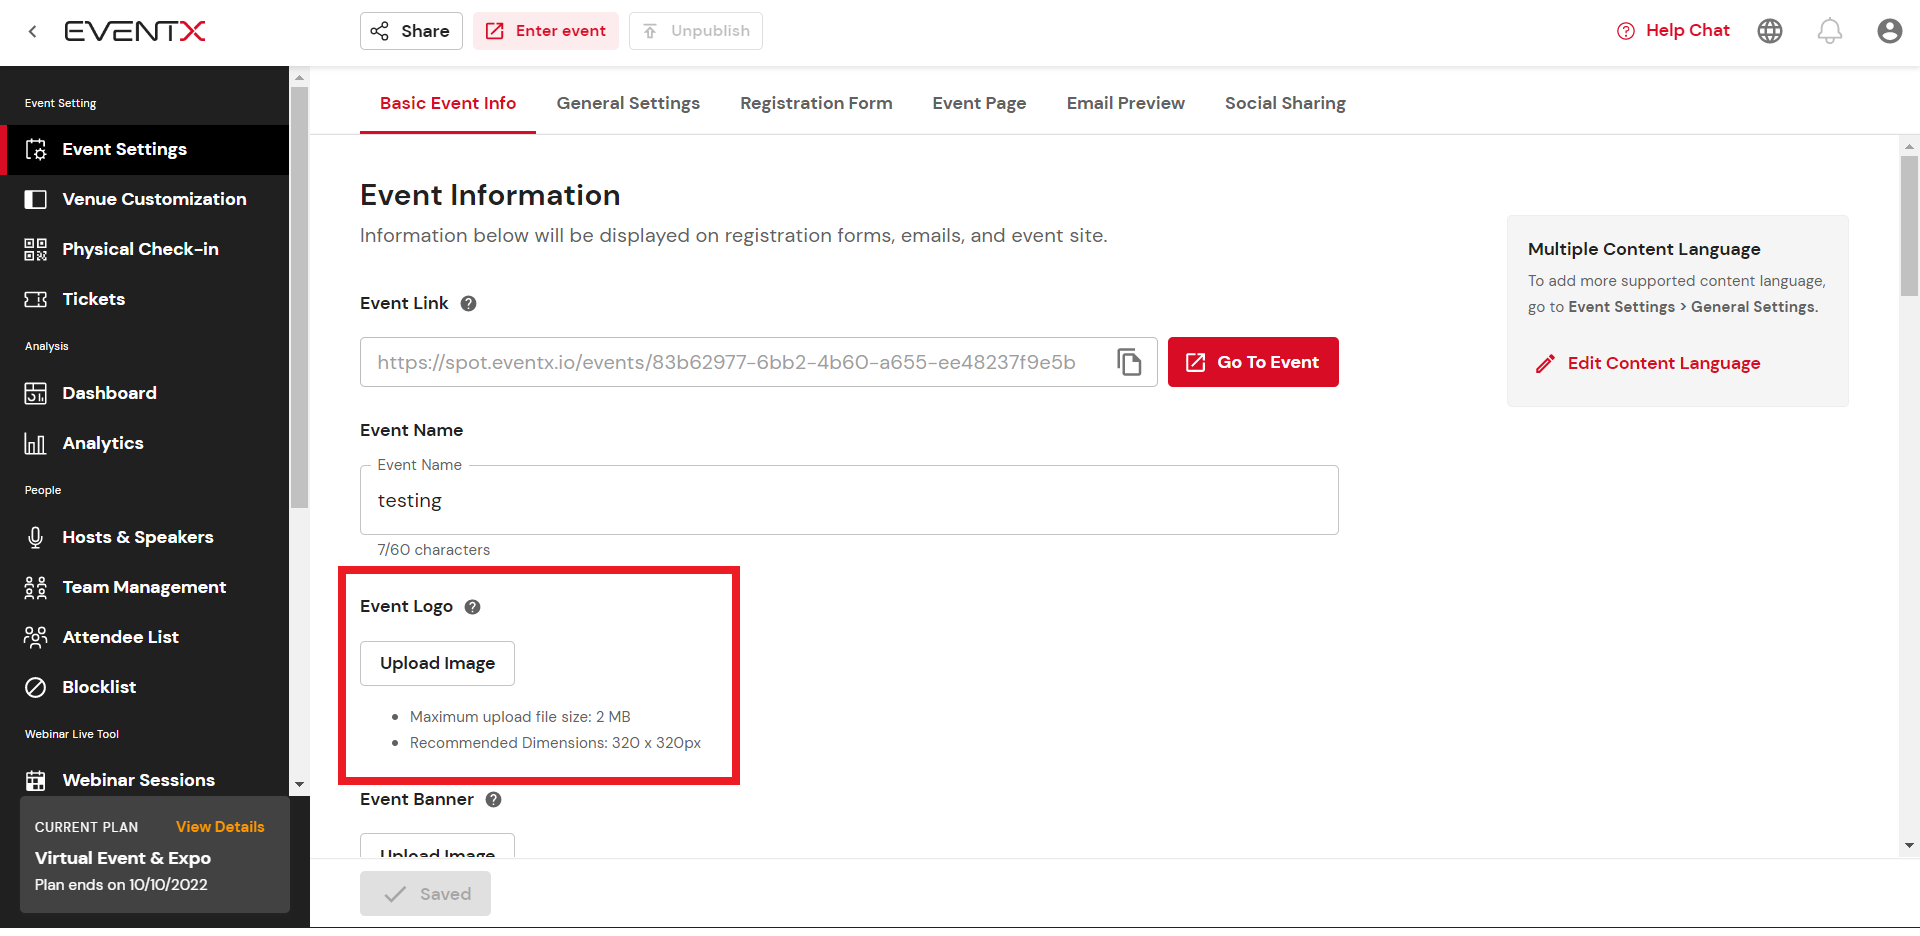 EVENTX
Share
Enter event
Unpublish
Help Chat
Event Setting
Event Settings
Venue Customization
Physical Check-in
Tickets
Analysis
Dashboard
Analytics
People
Hosts & Speakers
Team Management
Attendee List
Blocklist
Webinar Live Tool
Webinar Sessions
CURRENT PLAN View Details
Virtual Event & Expo
Plan ends on 10/10/2022
Basic Event Info
General Settings
Registration Form
Event Page
Email Preview
Social Sharing
Event Information
Information below will be displayed on registration forms, emails, and event site.
Event Link
https://spot.eventx.io/events/83b62977-6bb2-4b60-a655-ee48237f9e5b
Go To Event
Event Name
Event Name
testing
7/60 characters
Event Logo
Upload Image
Maximum upload file size: 2 MB
Recommended Dimensions: 320 x 320px
Event Banner
Upload Image
Saved
Multiple Content Language
To add more supported content language,
go to Event Settings > General Settings.
Edit Content Language